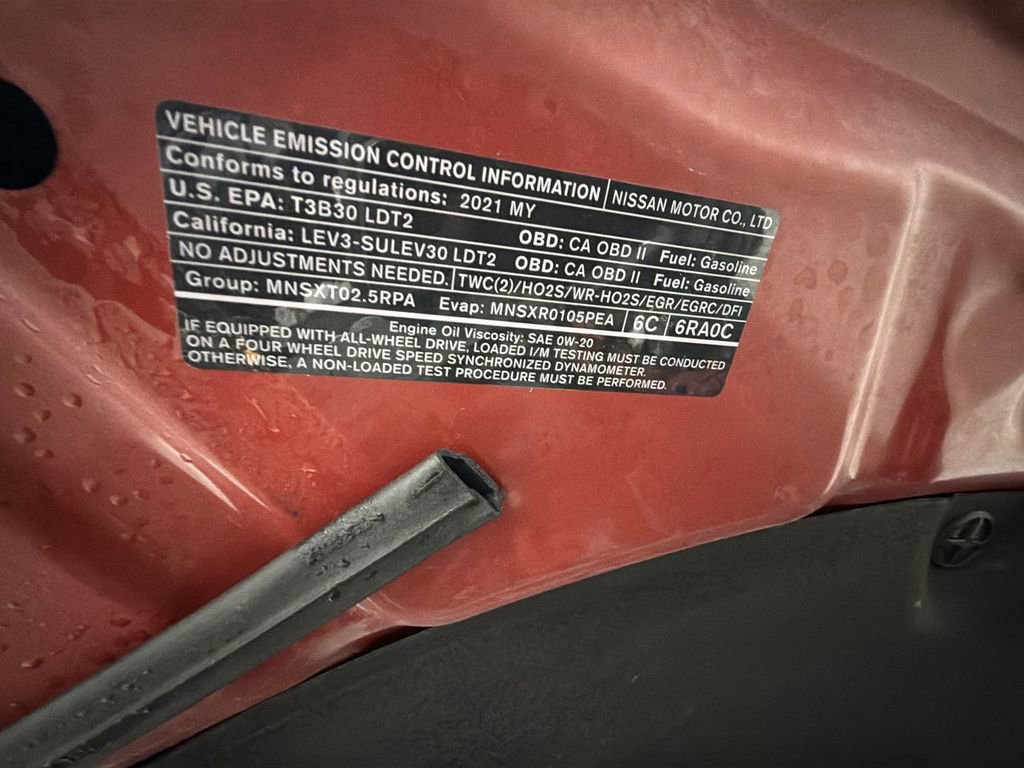 VEHICLE EMISSION CONTROL INFORMATION NISSAN MOTOR CO., LTD
Conforms to regulations: 2021 MY
U.S. EPA: T3B30 LDT2 OBD: CA OBD II Fuel: Gasoline
California: LEV3-SULEV30 LDT2 OBD: CA OBD II Fuel: Gasoline
NO ADJUSTMENTS NEEDED. TWC(2)/HO2S/WR-HO2S/EGR/EGRC/DFI
Group: MNSXT02.5RPA Evap: MNSXR0105PEA 6C 6RA0C
Engine Oil Viscosity: SAE 0W-20
IF EQUIPPED WITH ALL-WHEEL DRIVE, LOADED I/M TESTING MUST BE CONDUCTED
ON A FOUR WHEEL DRIVE SPEED SYNCHRONIZED DYNAMOMETER.
OTHERWISE, A NON-LOADED TEST PROCEDURE MUST BE PERFORMED.